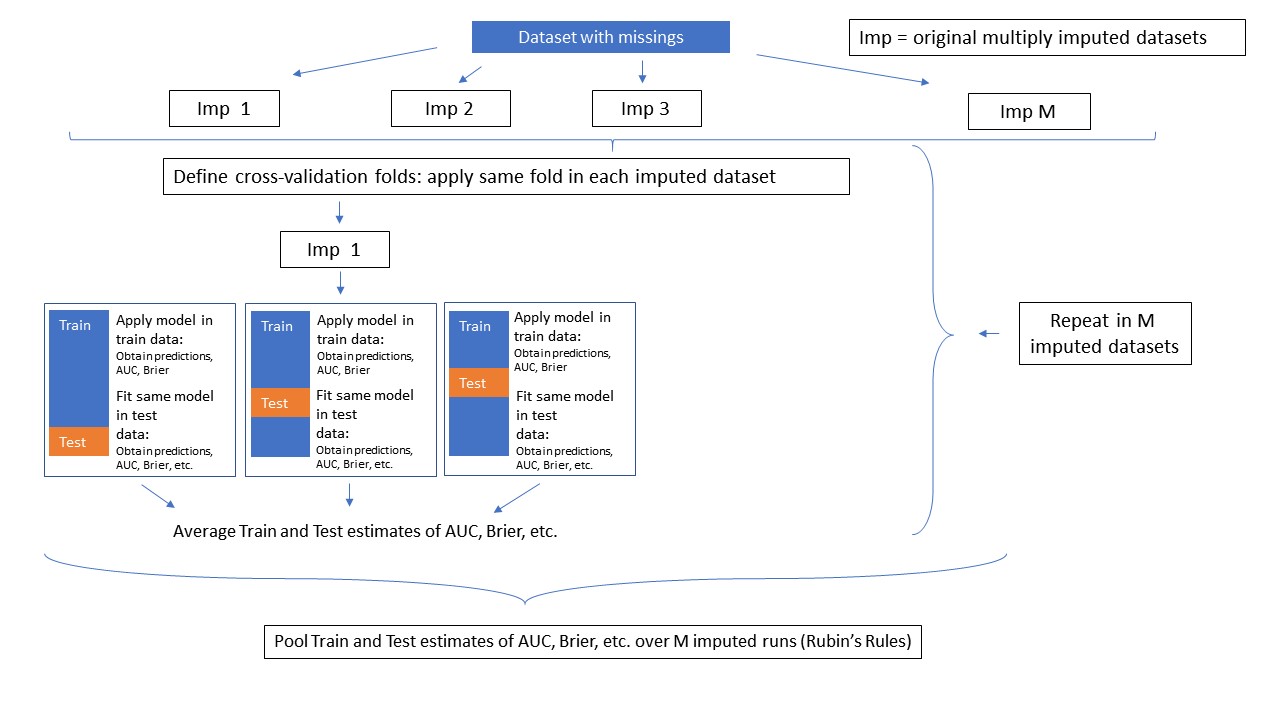 Dataset with missings
Imp = original multiply imputed datasets
Imp 1
Imp 2
Imp 3
Imp M
Define cross-validation folds: apply same fold in each imputed dataset
Imp 1
Train
Test
Apply model in
train data:
Obtain predictions,
AUC, Brier
Fit same model
in test
data:
Obtain predictions,
AUC, Brier, etc.
Train
Test
Apply model in
train data:
Obtain predictions,
AUC, Brier
Fit same model
in test
data:
Obtain predictions,
AUC, Brier, etc.
Train
Test
Apply model in
train data:
Obtain predictions,
AUC, Brier
Fit same model
in test
data:
Obtain predictions,
AUC, Brier, etc.
Repeat in M
imputed datasets
Average Train and Test estimates of AUC, Brier, etc.
Pool Train and Test estimates of AUC, Brier, etc. over M imputed runs (Rubin’s Rules)